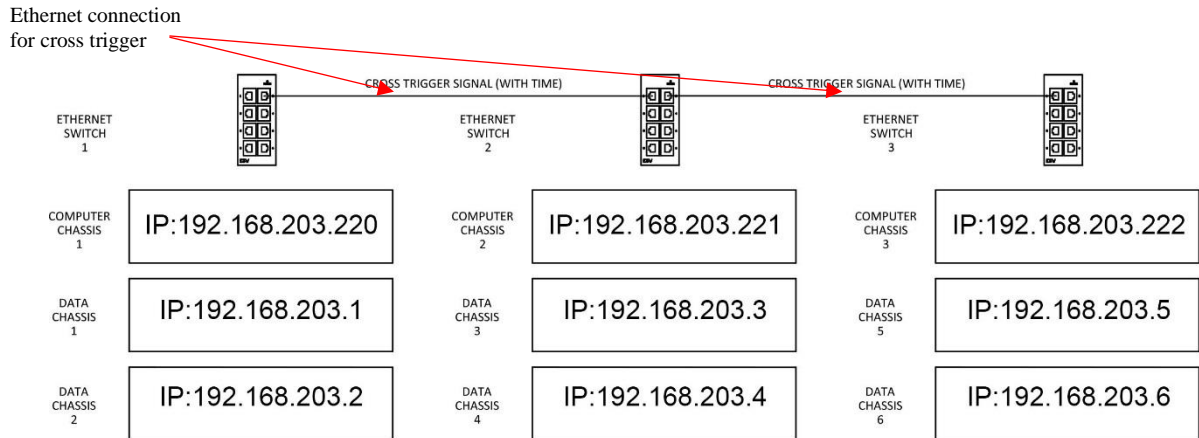 Ethernet connection
for cross trigger
CROSS TRIGGER SIGNAL (WITH TIME)
CROSS TRIGGER SIGNAL (WITH TIME)
ETHERNET
SWITCH
1
ETHERNET
SWITCH
2
ETHERNET
SWITCH
3
COMPUTER
CHASSIS
1
IP:192.168.203.220
COMPUTER
CHASSIS
2
IP:192.168.203.221
COMPUTER
CHASSIS
3
IP:192.168.203.222
DATA
CHASSIS
1
IP:192.168.203.1
DATA
CHASSIS
3
IP:192.168.203.3
DATA
CHASSIS
5
IP:192.168.203.5
DATA
CHASSIS
2
IP:192.168.203.2
DATA
CHASSIS
4
IP:192.168.203.4
DATA
CHASSIS
6
IP:192.168.203.6